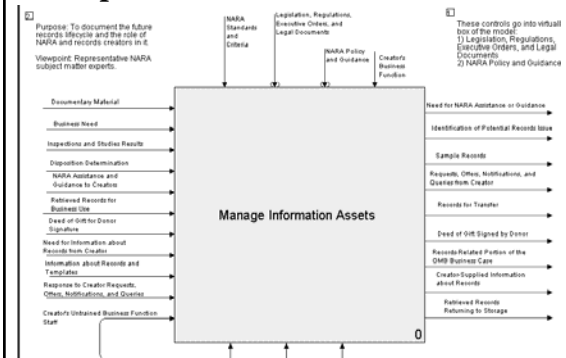 Purpose: To document the future
records lifecycle and the role of
NARA and records creators in it.
Viewpoint: Representative NARA
subject matter experts.
NARA
Standards
and
Criteria
Legislation, Regulations,
Executive Orders, and
Legal Documents
NARA Policy
and Guidance
Creator's
Business
Function
These controls go into virtuall
box of the model:
1) Legislation, Regulations,
Executive Orders, and Legal
Documents
2) NARA Policy and Guidance
Documentary Material
Business Need
Inspections and Studies Results
Disposition Determination
NARA Assistance and
Guidance to Creators
Retrieved Records for
Business Use
Deed of Gift for Donor
Signature
Need for Information about
Records from Creator
Information about Records and
Templates
Response to Creator Requests,
Offers, Notifications, and Queries
Creator's Untrained Business Function
Staff
Manage Information Assets
0
Need for NARA Assistance or Guidance
Identification of Potential Records Issue
Sample Records
Requests, Offers, Notifications, and
Queries from Creator
Records for Transfer
Deed of Gift Signed by Donor
Records-Related Portion of the
OMB Business Case
Creator-Supplied Information
about Records
Retrieved Records
Returning to Storage